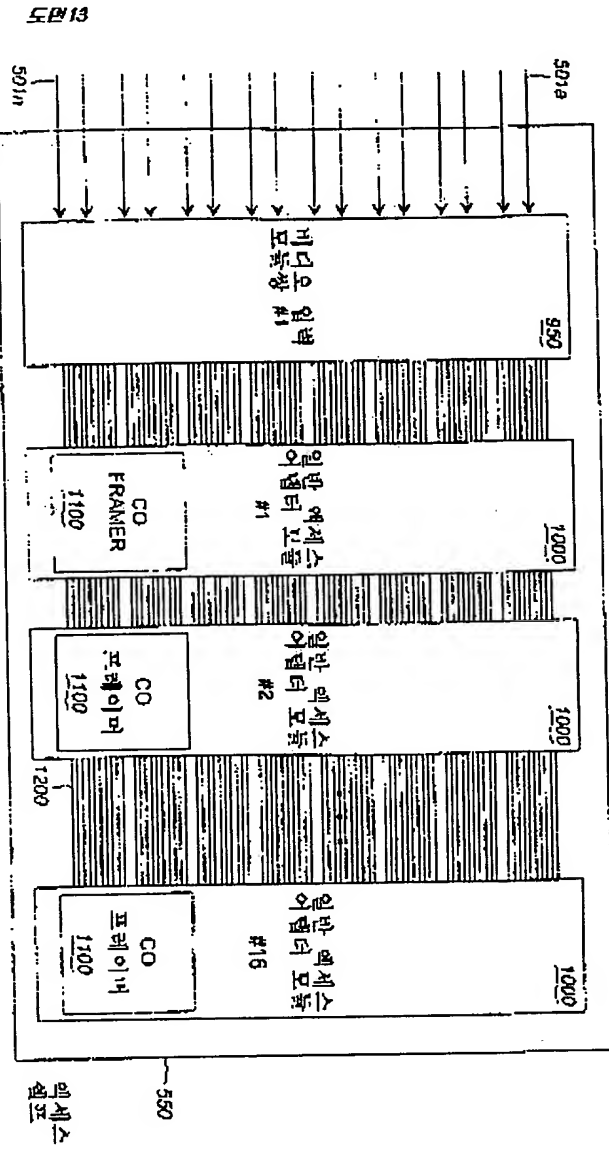 도면13
501n
501a
비디오 입력
모듈쌍
#1
950
일반 액세스
어댑터 모듈
#1
1000
CO
FRAMER
1100
일반 액세스
어댑터 모듈
#2
1000
CO
프레이머
1100
1200
일반 액세스
어댑터 모듈
#16
1000
CO
프레이머
1100
550
액세스
쉘프